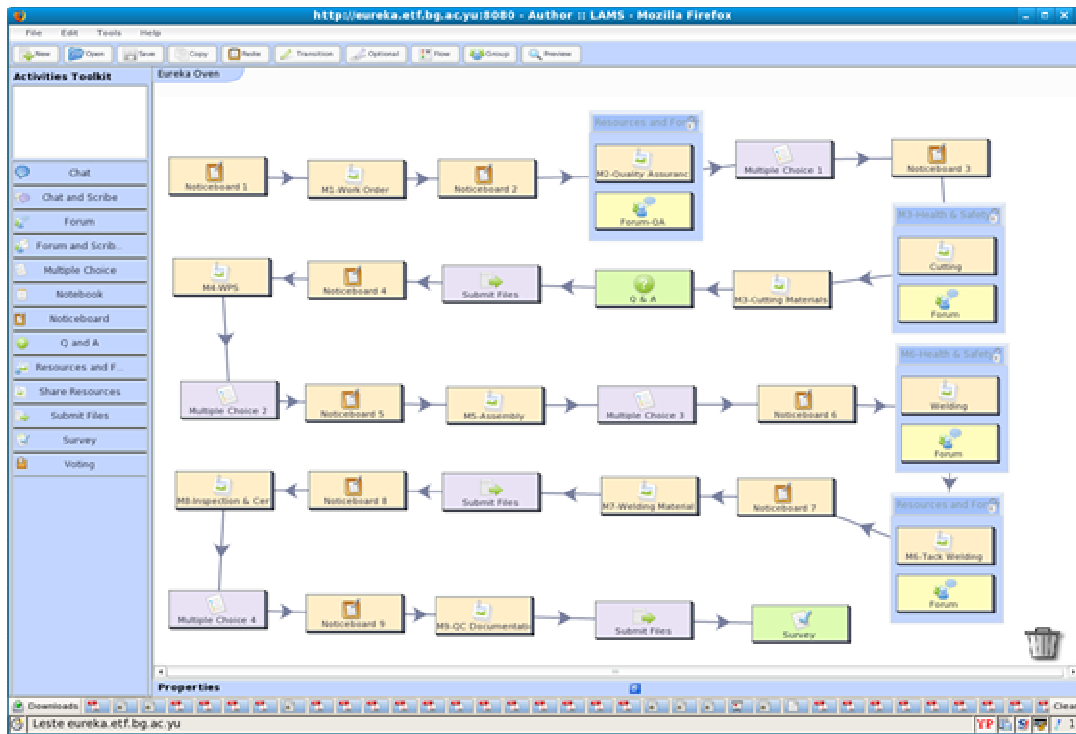 http://eureka.etf.bg.ac.yu:8080 - Author :: LAMS - Mozilla Firefox
File Edit Tools Help
New Open Save Copy Paste Transition Optional Flow Group Preview
Activities Toolkit
Eureka Oven
Chat
Chat and Scribe
Forum
Forum and Scrib..
Multiple Choice
Notebook
Noticeboard
Q and A
Resources and F..
Share Resources
Submit Files
Survey
Voting
Noticeboard 1
M1-Work Order
Noticeboard 2
Resources and For
M2-Quality Assuranc
Forum-QA
Multiple Choice 1
Noticeboard 3
M3-Health & Safety
Cutting
Forum
M4-WPS
Noticeboard 4
Submit Files
Q & A
M3-Cutting Materials
Multiple Choice 2
Noticeboard 5
M5-Assembly
Multiple Choice 3
Noticeboard 6
M6-Health & Safety
Welding
Forum
M8-Inspection & Cer
Noticeboard 8
Submit Files
M7-Welding Material
Noticeboard 7
Resources and For
M6-Tack Welding
Forum
Multiple Choice 4
Noticeboard 9
M9-QC Documentatio
Submit Files
Survey
Properties
Downloads
Clear
Leste eureka.etf.bg.ac.yu
YP
1